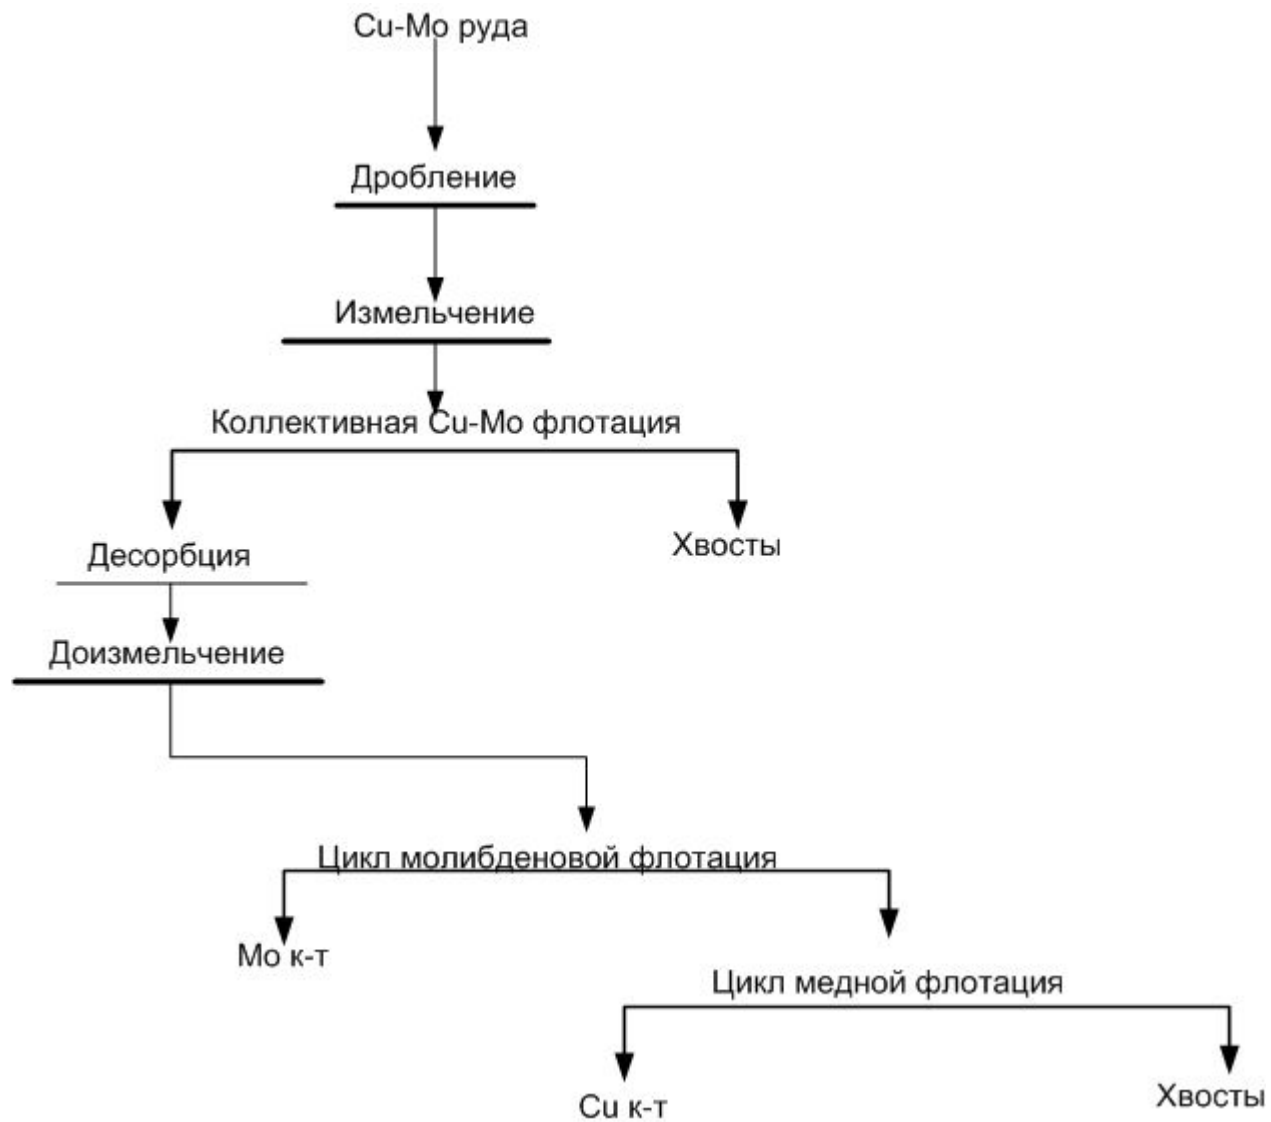 Cu-Mo руда
Дробление
Измельчение
Коллективная Cu-Mo флотация
Десорбция
Хвосты
Доизмельчение
Цикл молибденовой флотация
Mo к-т
Цикл медной флотация
Cu к-т
Хвосты